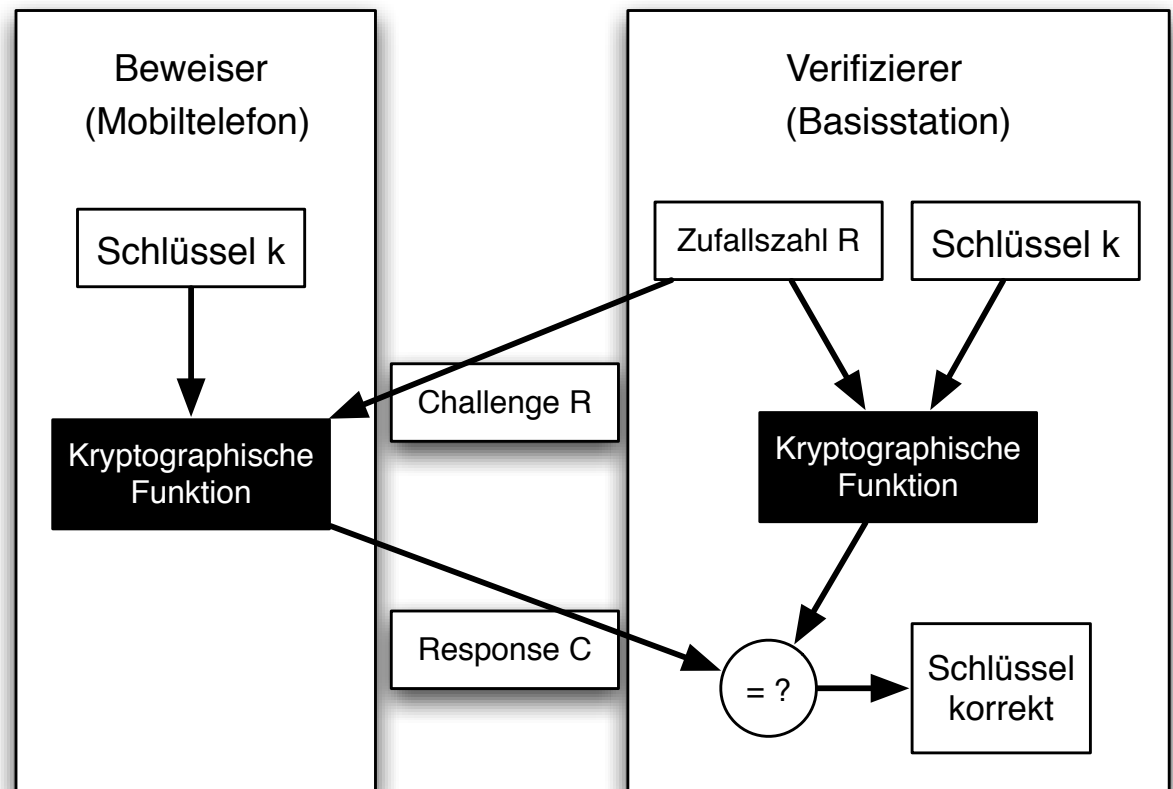 Beweiser
(Mobiltelefon)
Schlüssel k
Kryptographische
Funktion
Challenge R
Response C
Verifizierer
(Basisstation)
Zufallszahl R
Schlüssel k
Kryptographische
Funktion
= ?
Schlüssel
korrekt